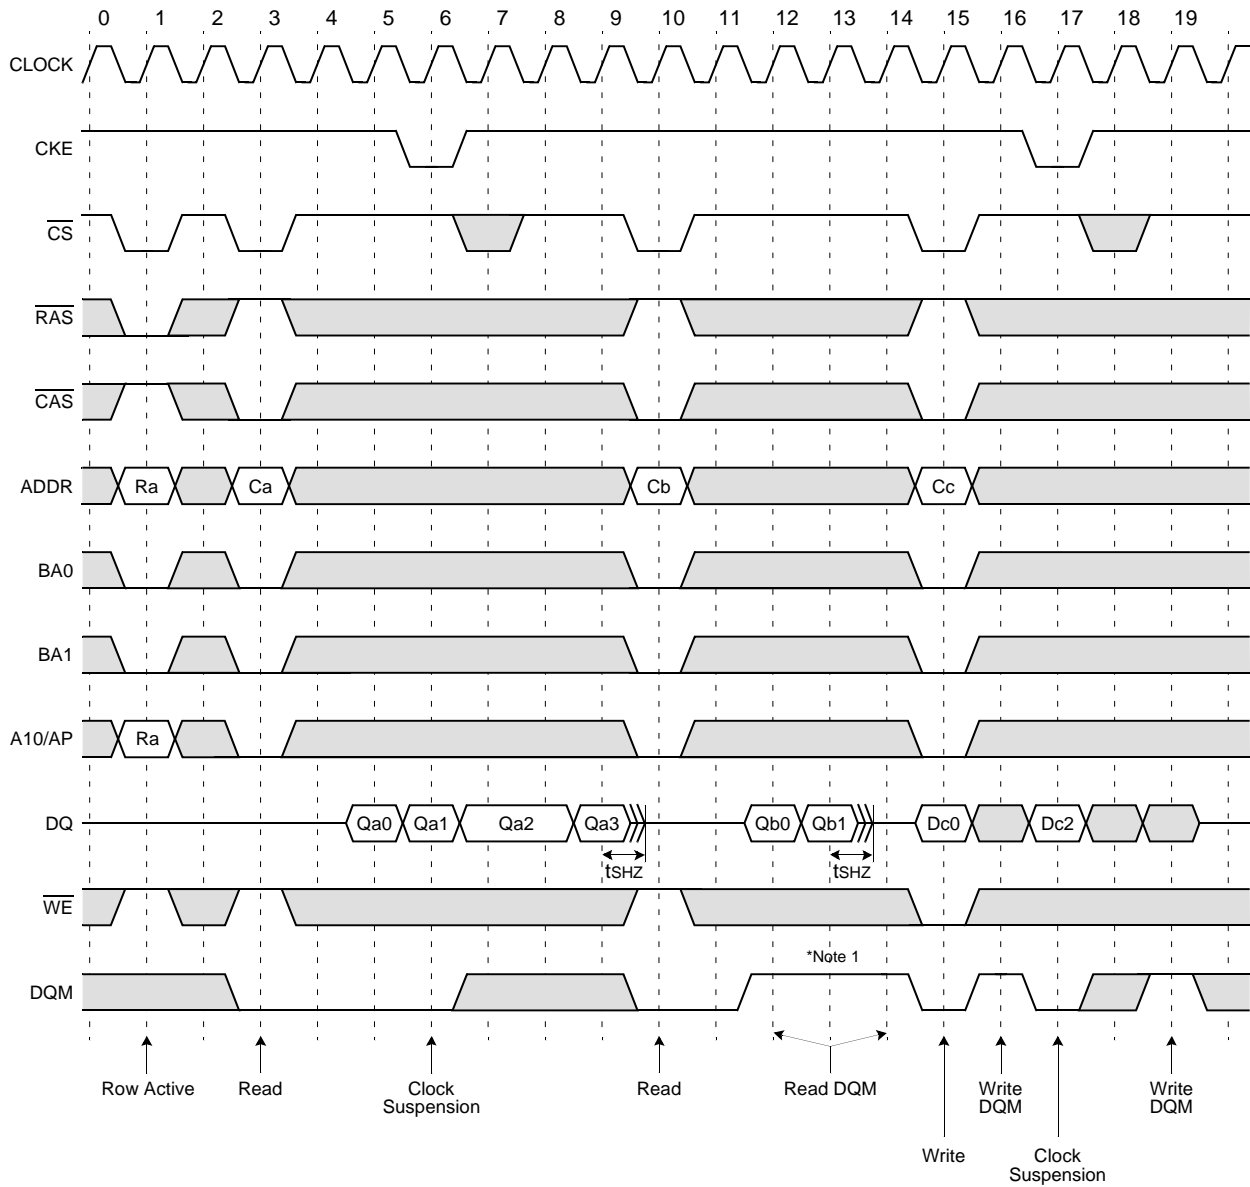 0 1 2 3 4 5 6 7 8 9 10 11 12 13 14 15 16 17 18 19
CLOCK
CKE
CS
RAS
CAS
ADDR Ra Ca Cb Cc
BA0
BA1
A10/AP Ra
DQ Qa0 Qa1 Qa2 Qa3 Qb0 Qb1 Dc0 Dc2
tSHZ tSHZ
WE
*Note 1
DQM
Row Active Read Clock Suspension Read Read DQM Write DQM Write DQM
Write Clock Suspension